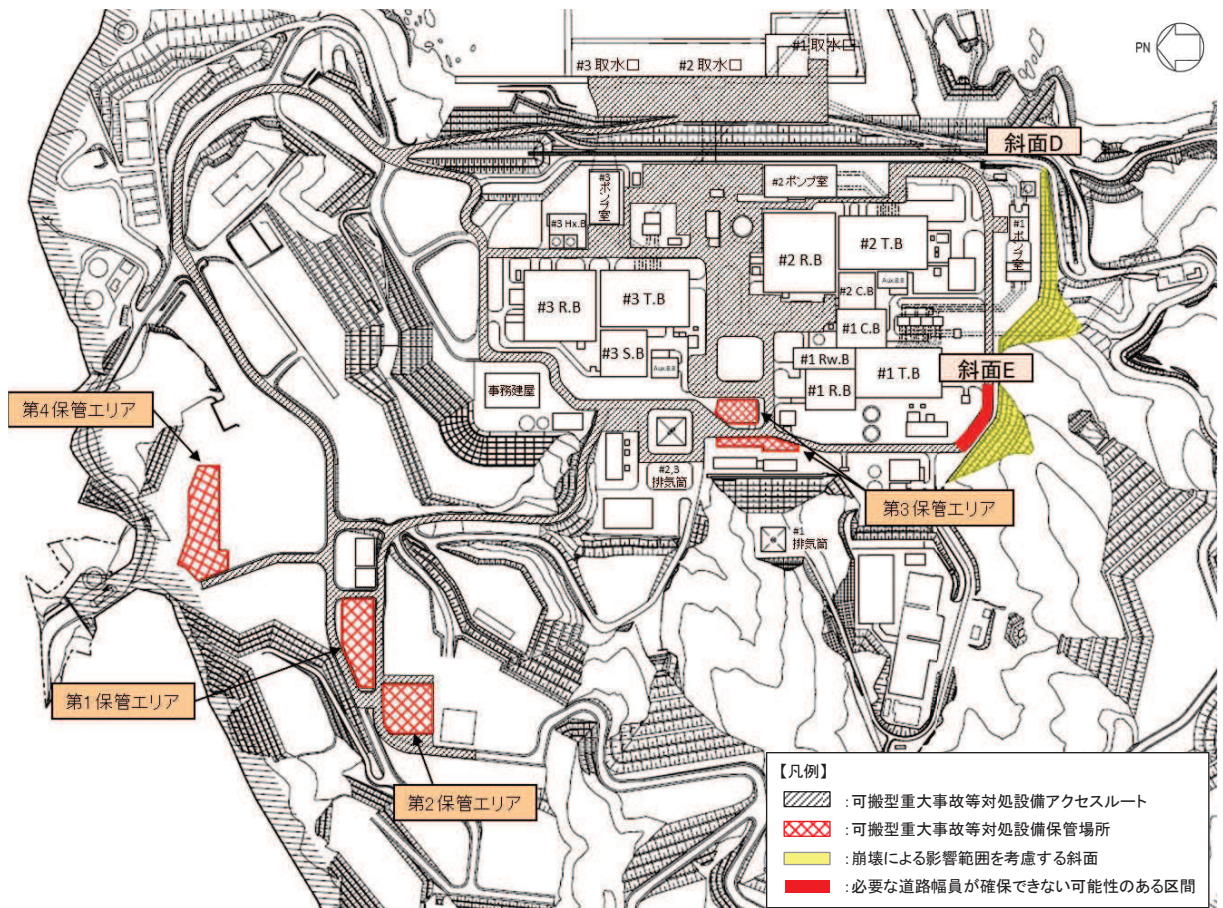 #1 取水口
#3 取水口
#2 取水口
PN
斜面D
#3
ポンプ
室
#2 ポンプ室
#3 Hx.B
#1
ポンプ
室
#2 R.B
#2 T.B
Aux.B.B
#2 C.B
#3 R.B
#3 T.B
#1 C.B
#3 S.B
Aux.B.B
#1 Rw.B
#1 R.B
#1 T.B
斜面E
事務建屋
第4保管エリア
#2,3
排気筒
第3保管エリア
#1
排気筒
第1保管エリア
第2保管エリア
【凡例】
:可搬型重大事故等対処設備アクセスルート
:可搬型重大事故等対処設備保管場所
:崩壊による影響範囲を考慮する斜面
:必要な道路幅員が確保できない可能性のある区間